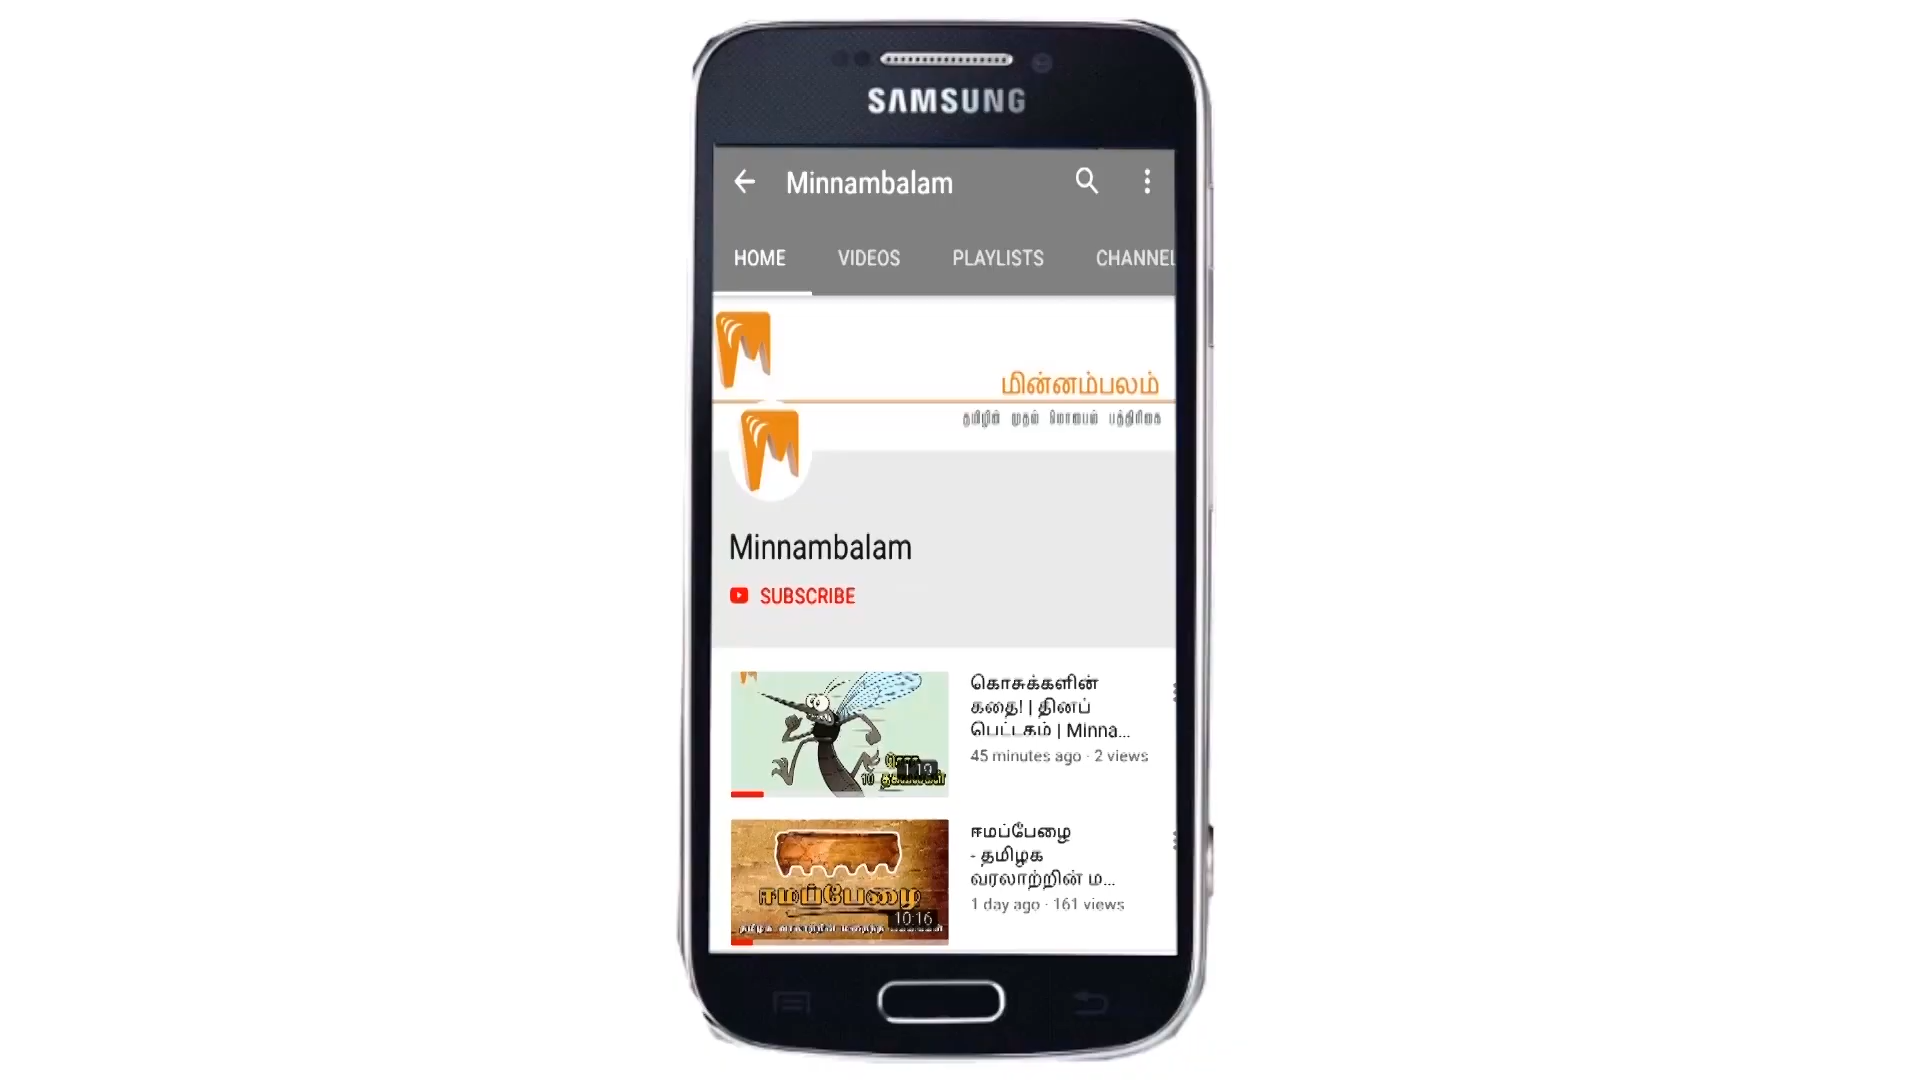 SAMSUNG
Minnambalam
HOME VIDEOS PLAYLISTS CHANNEL
மின்னம்பலம்
தமிழின் முதல் மொபைல் பத்திரிகை
Minnambalam
SUBSCRIBE
கொசுக்களின்
கதை! | தினப்
பெட்டகம் | Minna...
45 minutes ago · 2 views
1:19
10
ஈமப்பேழை
- தமிழக
வரலாற்றின் ம...
1 day ago · 161 views
ஈமப்பேழை
10:16